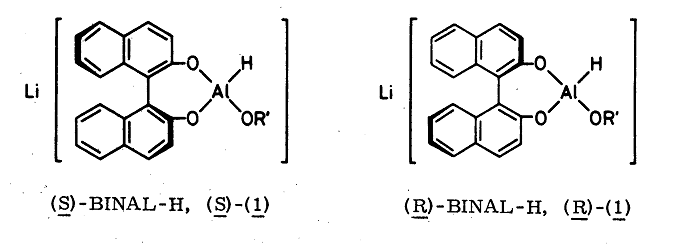 Li O Al H O OR′ Li O Al H O OR′
(S)-BINAL-H, (S)-(1) (R)-BINAL-H, (R)-(1)